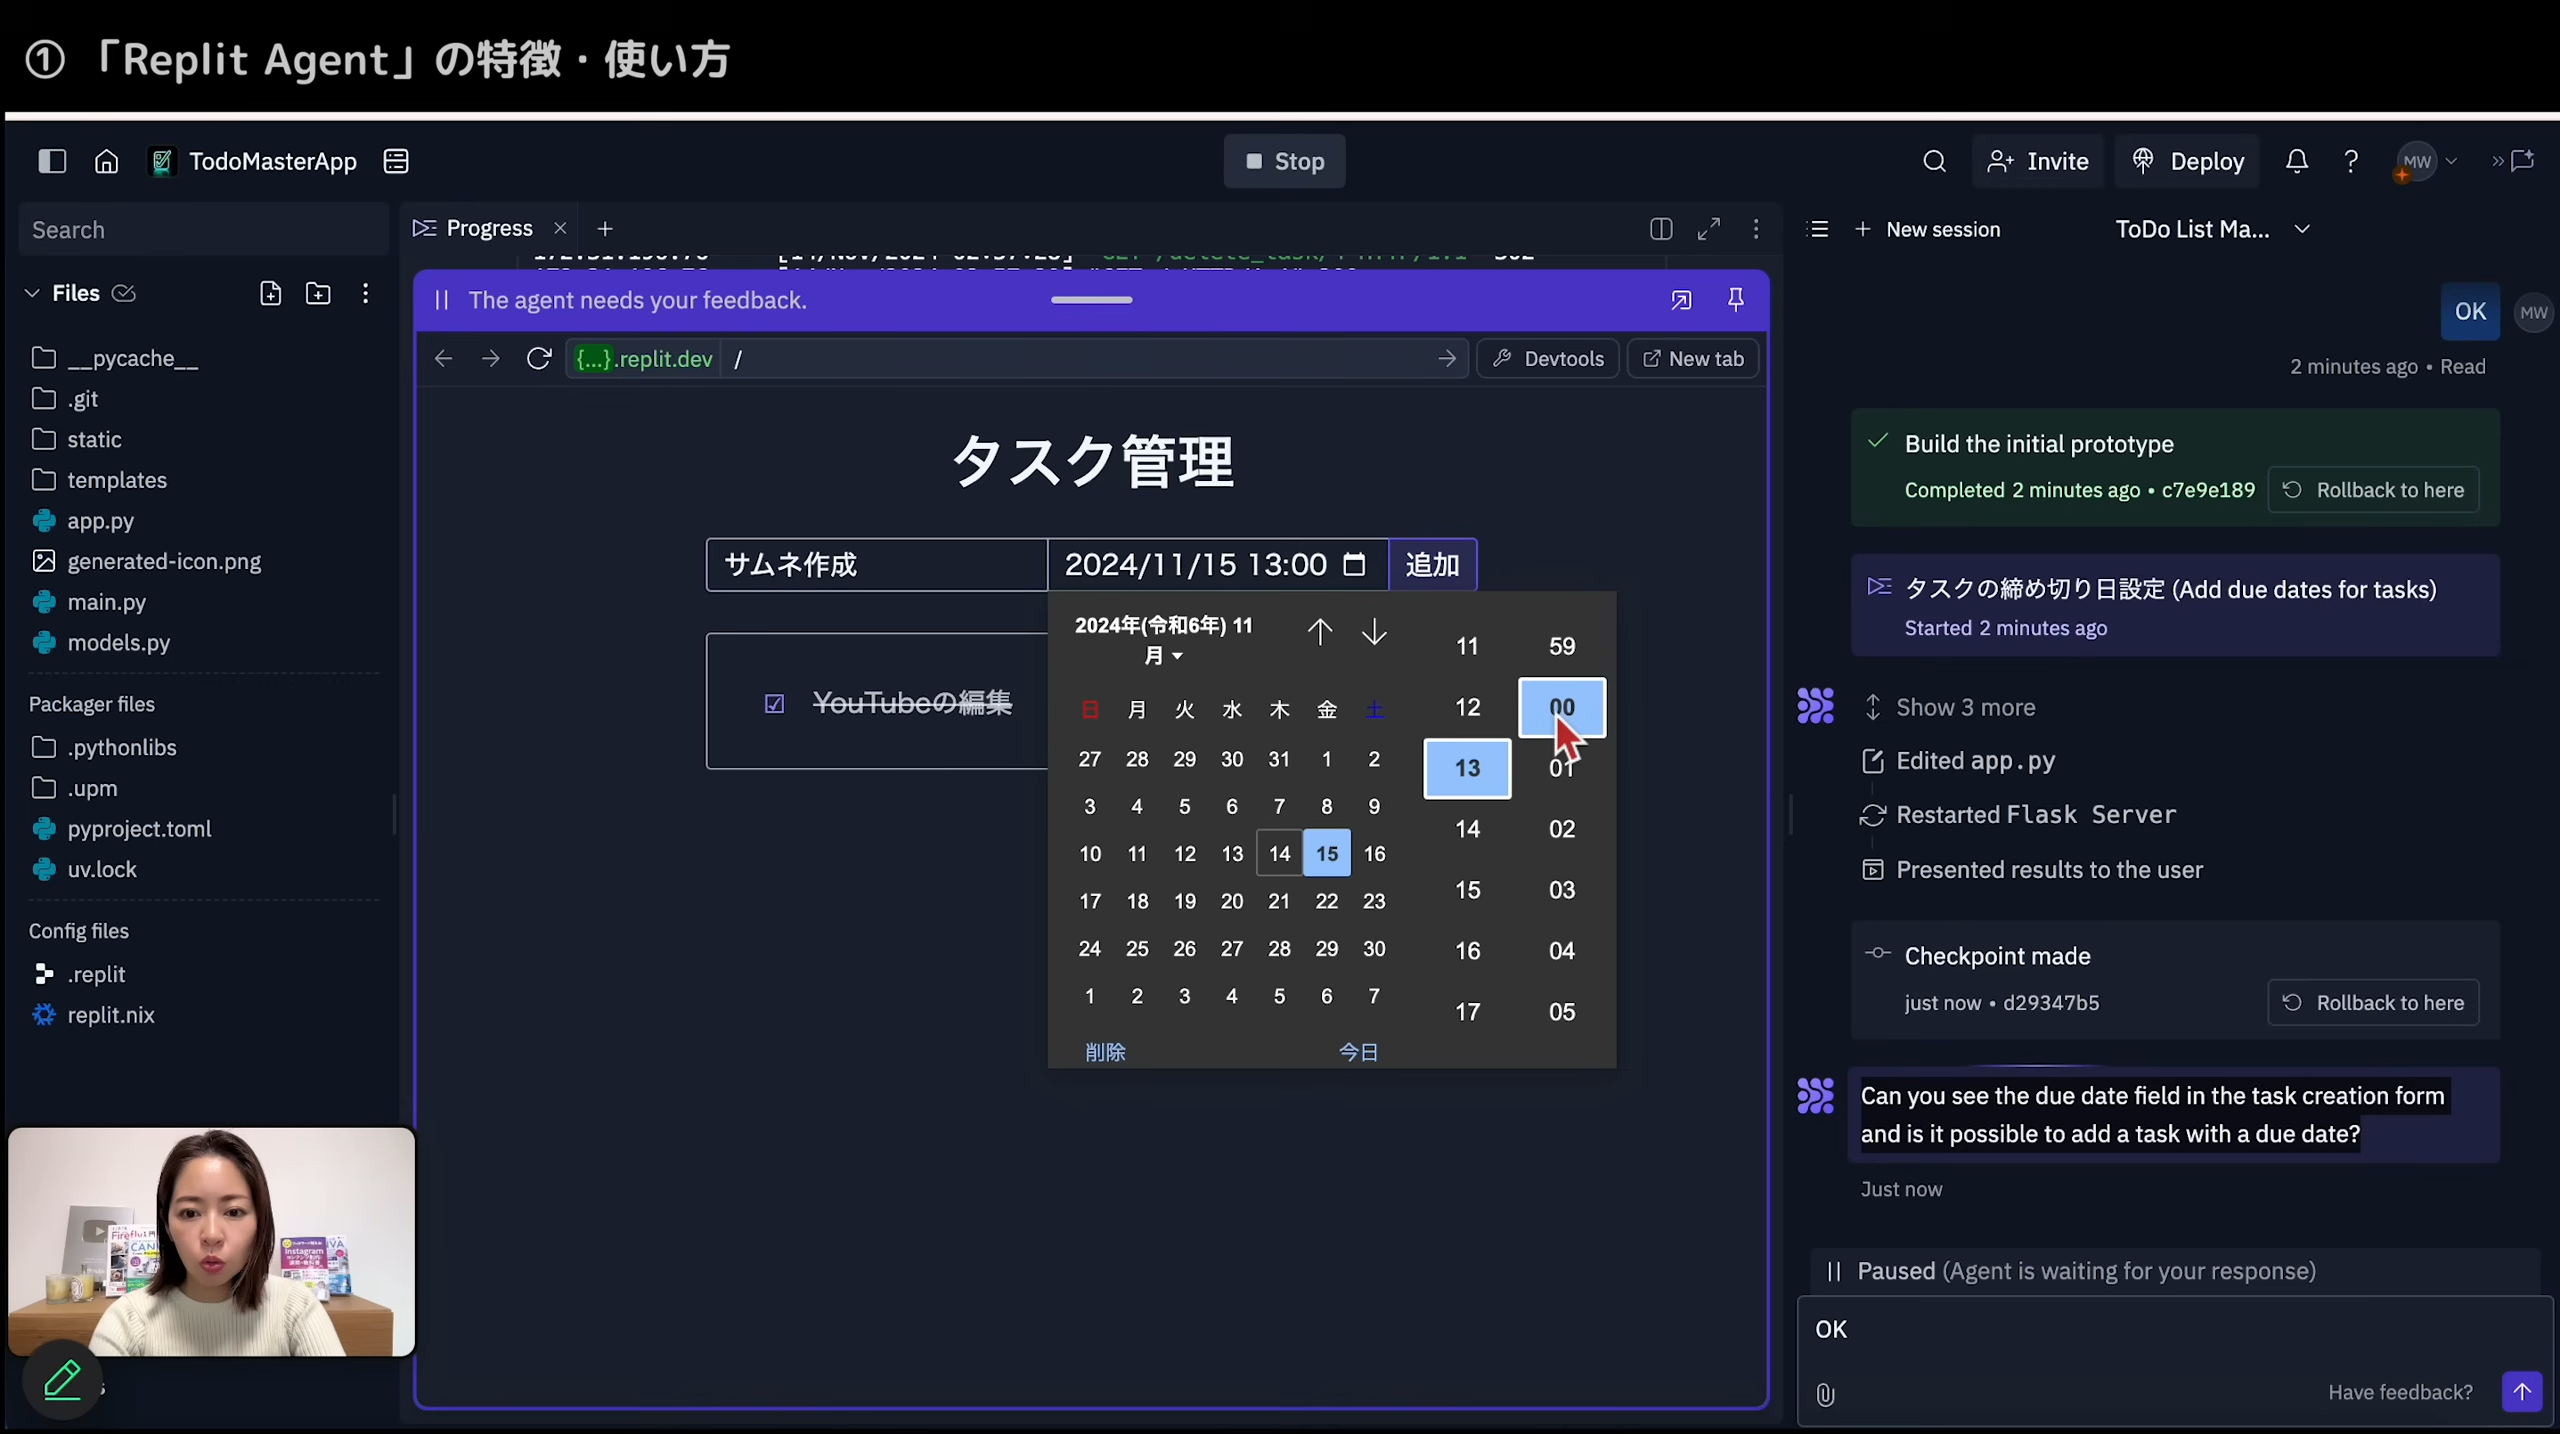 ① 「Replit Agent」の特徴・使い方
TodoMasterApp
Stop
Invite
Deploy
?
MW
Search
Progress
New session
ToDo List Ma...
Files
__pycache__
.git
static
templates
app.py
generated-icon.png
main.py
models.py
Packager files
.pythonlibs
.upm
pyproject.toml
uv.lock
Config files
.replit
replit.nix
The agent needs your feedback.
{...}.replit.dev /
Devtools
New tab
タスク管理
サムネ作成
2024/11/15 13:00
追加
YouTubeの編集
2024年(令和6年) 11
月
日 月 火 水 木 金 土
27 28 29 30 31 1 2
3 4 5 6 7 8 9
10 11 12 13 14 15 16
17 18 19 20 21 22 23
24 25 26 27 28 29 30
1 2 3 4 5 6 7
削除 今日
11 59
12 00
13 01
14 02
15 03
16 04
17 05
OK
MW
2 minutes ago • Read
Build the initial prototype
Completed 2 minutes ago • c7e9e189
Rollback to here
タスクの締め切り日設定 (Add due dates for tasks)
Started 2 minutes ago
Show 3 more
Edited app.py
Restarted Flask Server
Presented results to the user
Checkpoint made
just now • d29347b5
Rollback to here
Can you see the due date field in the task creation form
and is it possible to add a task with a due date?
Just now
Paused (Agent is waiting for your response)
OK
Have feedback?